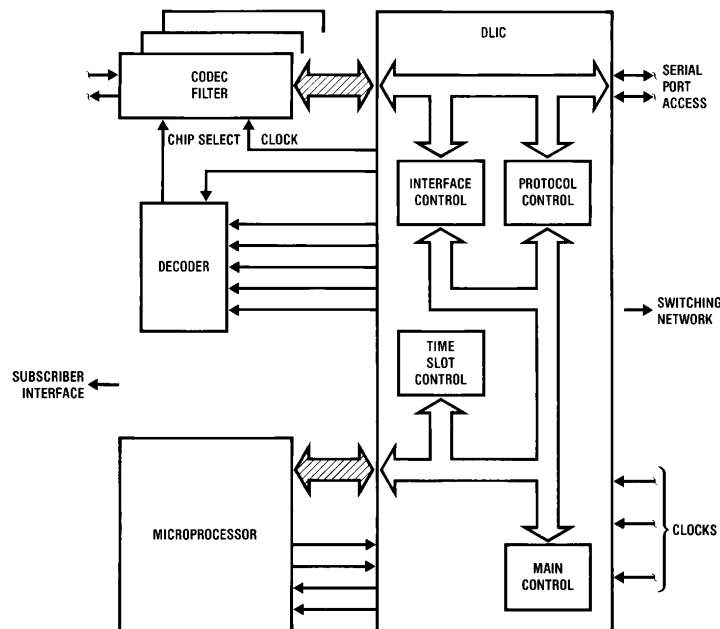 DLIC
CODEC
FILTER
SERIAL
PORT
ACCESS
CHIP SELECT
CLOCK
INTERFACE
CONTROL
PROTOCOL
CONTROL
DECODER
SWITCHING
NETWORK
TIME
SLOT
CONTROL
SUBSCRIBER
INTERFACE
MICROPROCESSOR
CLOCKS
MAIN
CONTROL